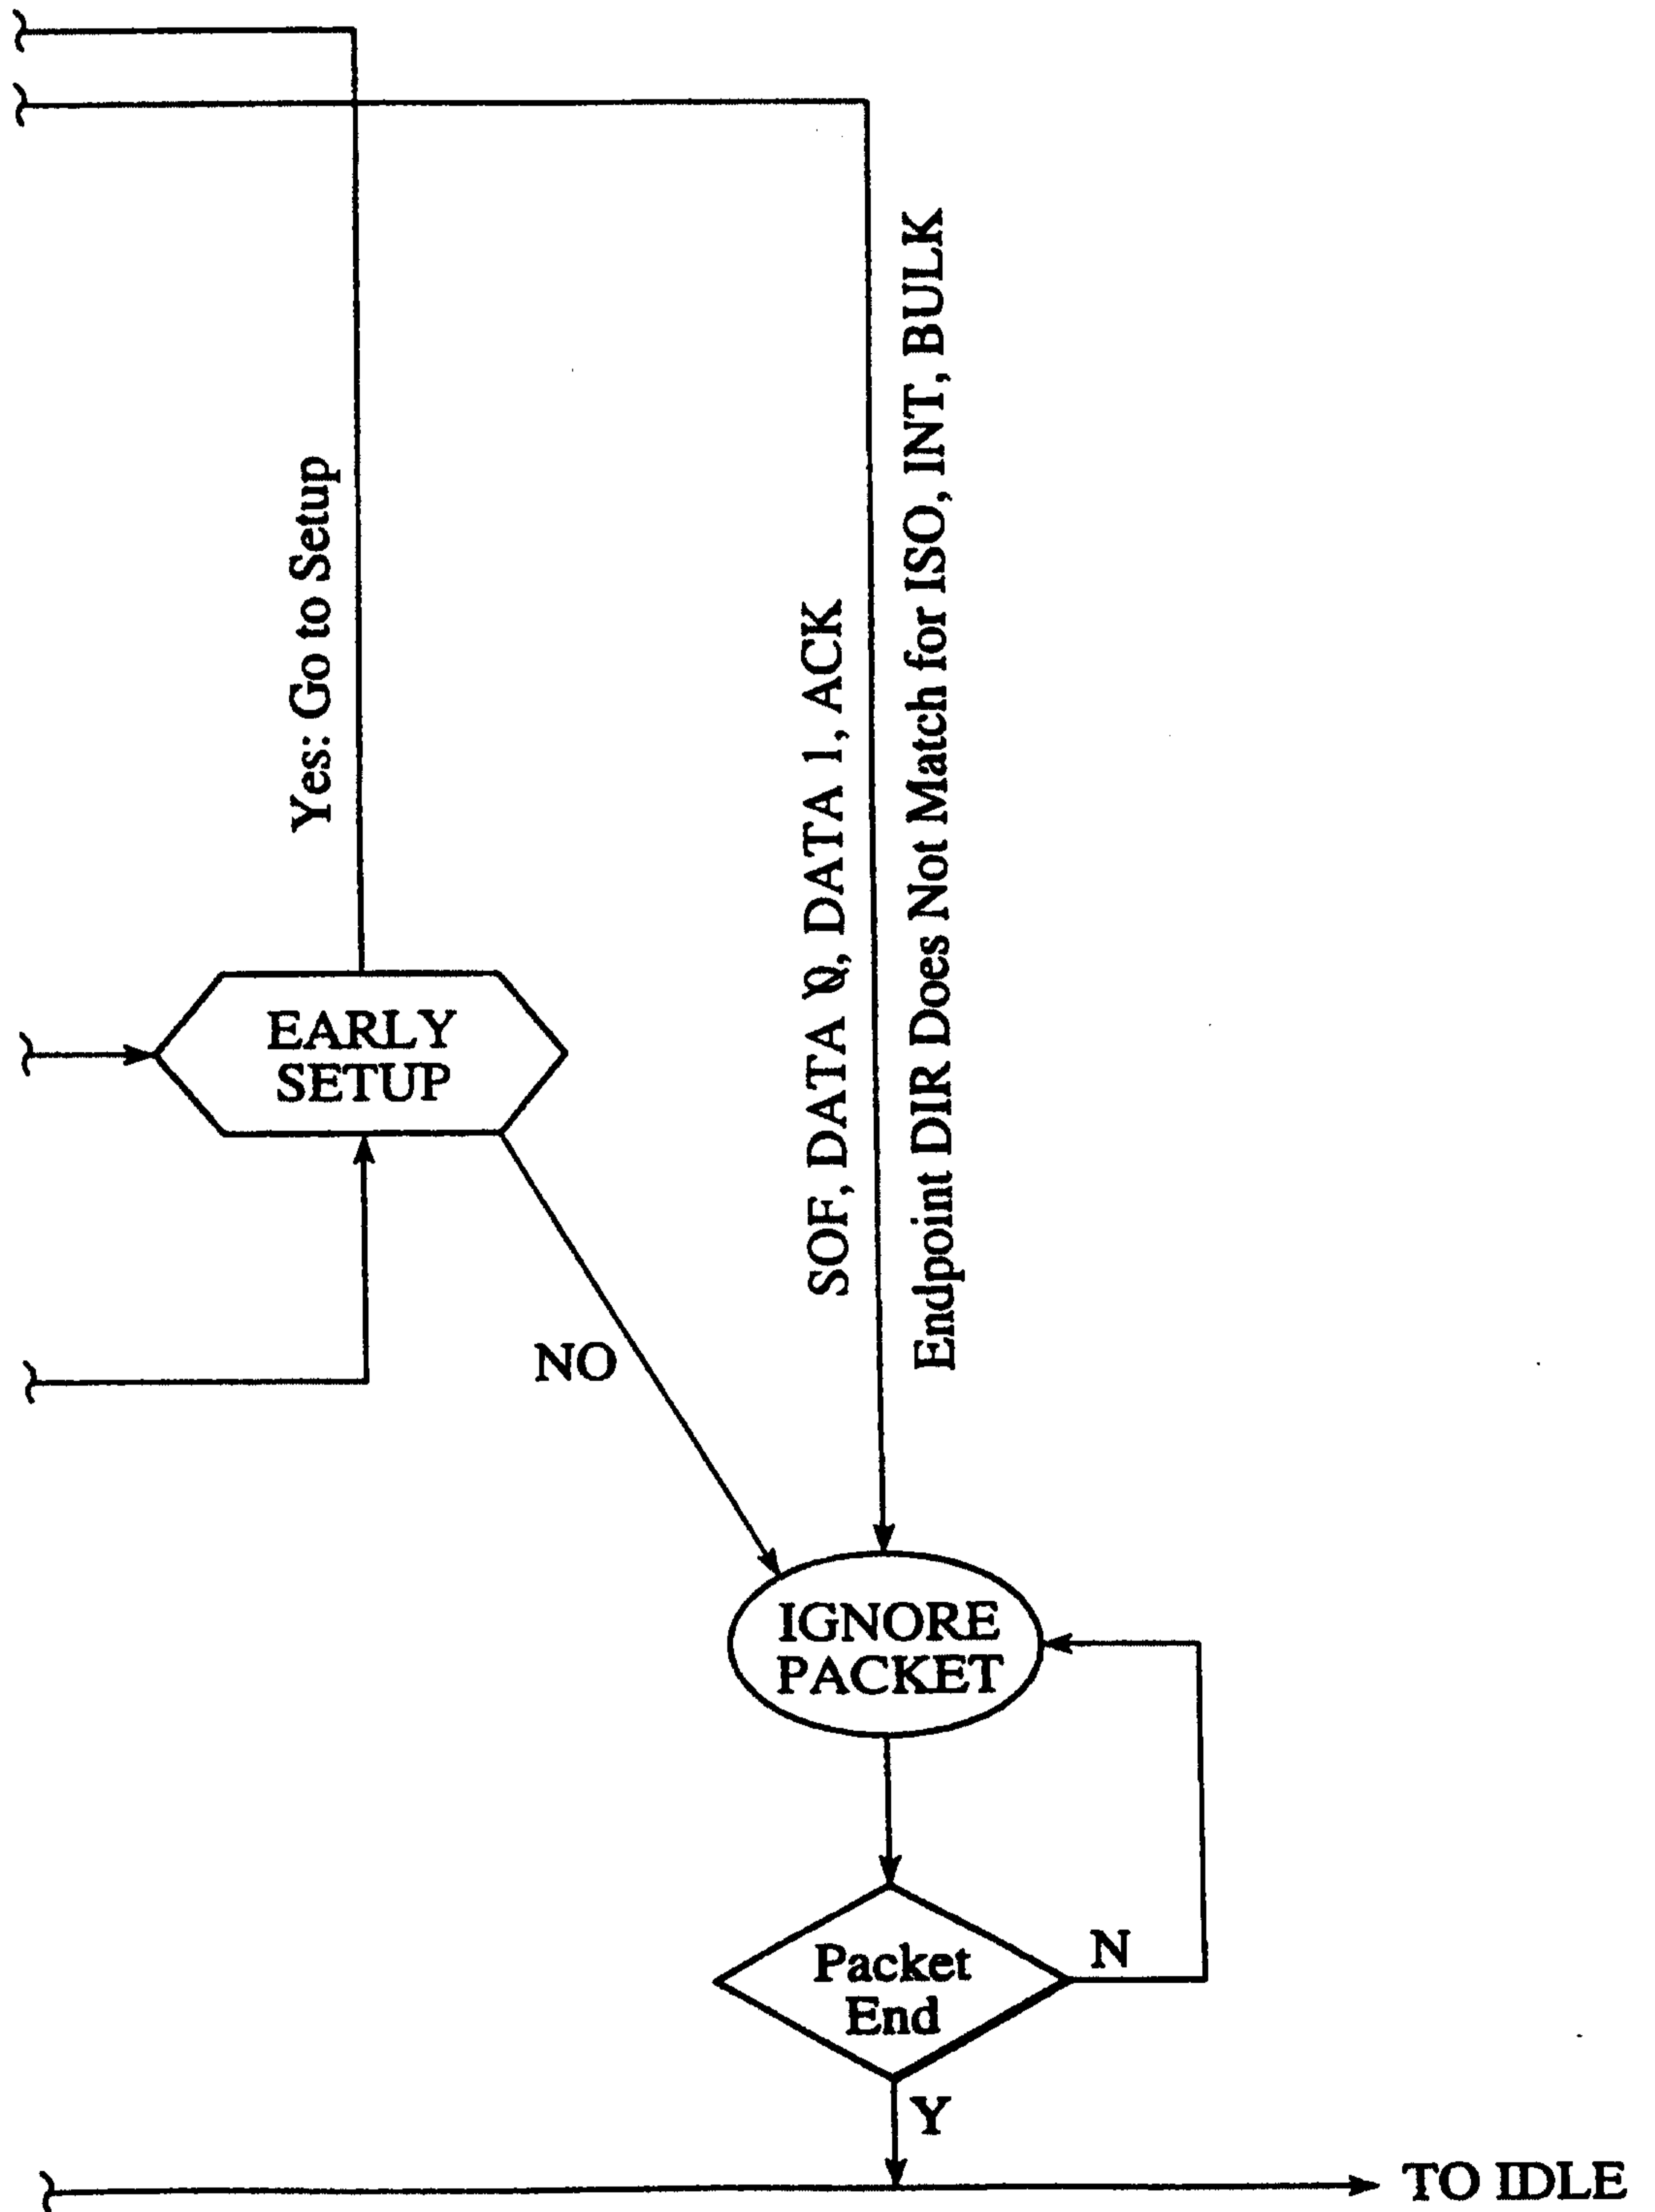 Yes: Go to Setup
SOF, DATA 0, DATA 1, ACK
Endpoint DIR Does Not Match for ISO, INT, BULK
EARLY
SETUP
NO
IGNORE
PACKET
Packet
End
N
Y
TO IDLE